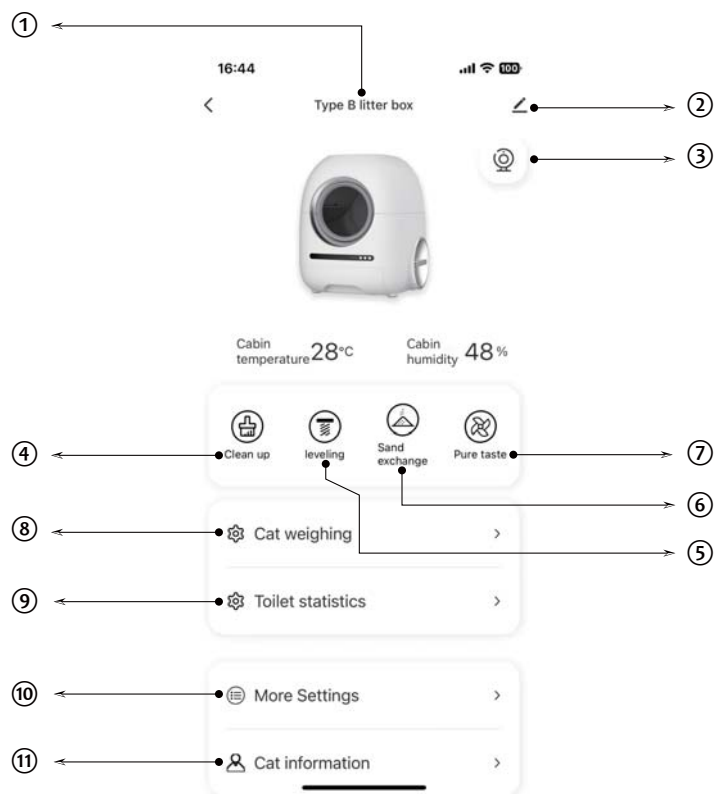 ①
16:44
100
Type B litter box
②
③
Cabin
temperature 28°C
Cabin
humidity 48%
④
Clean up
leveling
Sand
exchange
Pure taste
⑦
⑥
⑧
Cat weighing
⑤
⑨
Toilet statistics
⑩
More Settings
⑪
Cat information